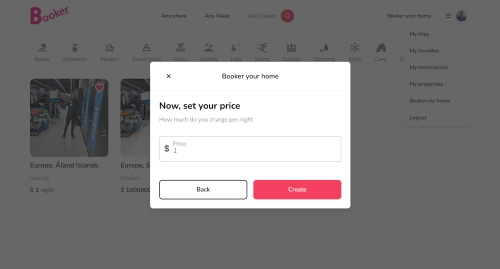 Booker
Anywhere
Any Week
Add Guests
Booker your home
Beach
Windmills
Modern
Countryside
Pools
Islands
Lake
Skiing
Castles
Camping
Arctic
Cave
My trips
My favorites
My reservations
My properties
Booker my home
Logout
Booker your home
Now, set your price
How much do you charge per night
Price
$ 1
Back
Create
Europe, Åland Islands
Islands
$ 1 night
Europe, S
Modern